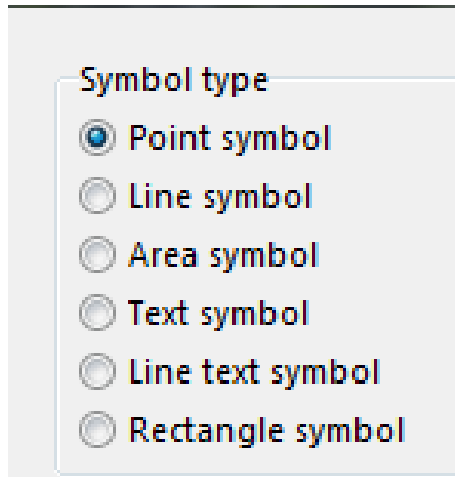 Symbol type
Point symbol
Line symbol
Area symbol
Text symbol
Line text symbol
Rectangle symbol